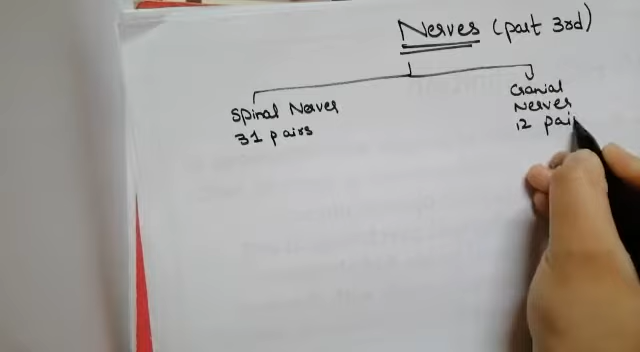 Nerves (part 3rd)
Spinal Nerves
31 pairs
Cranial
Nerves
12 pai